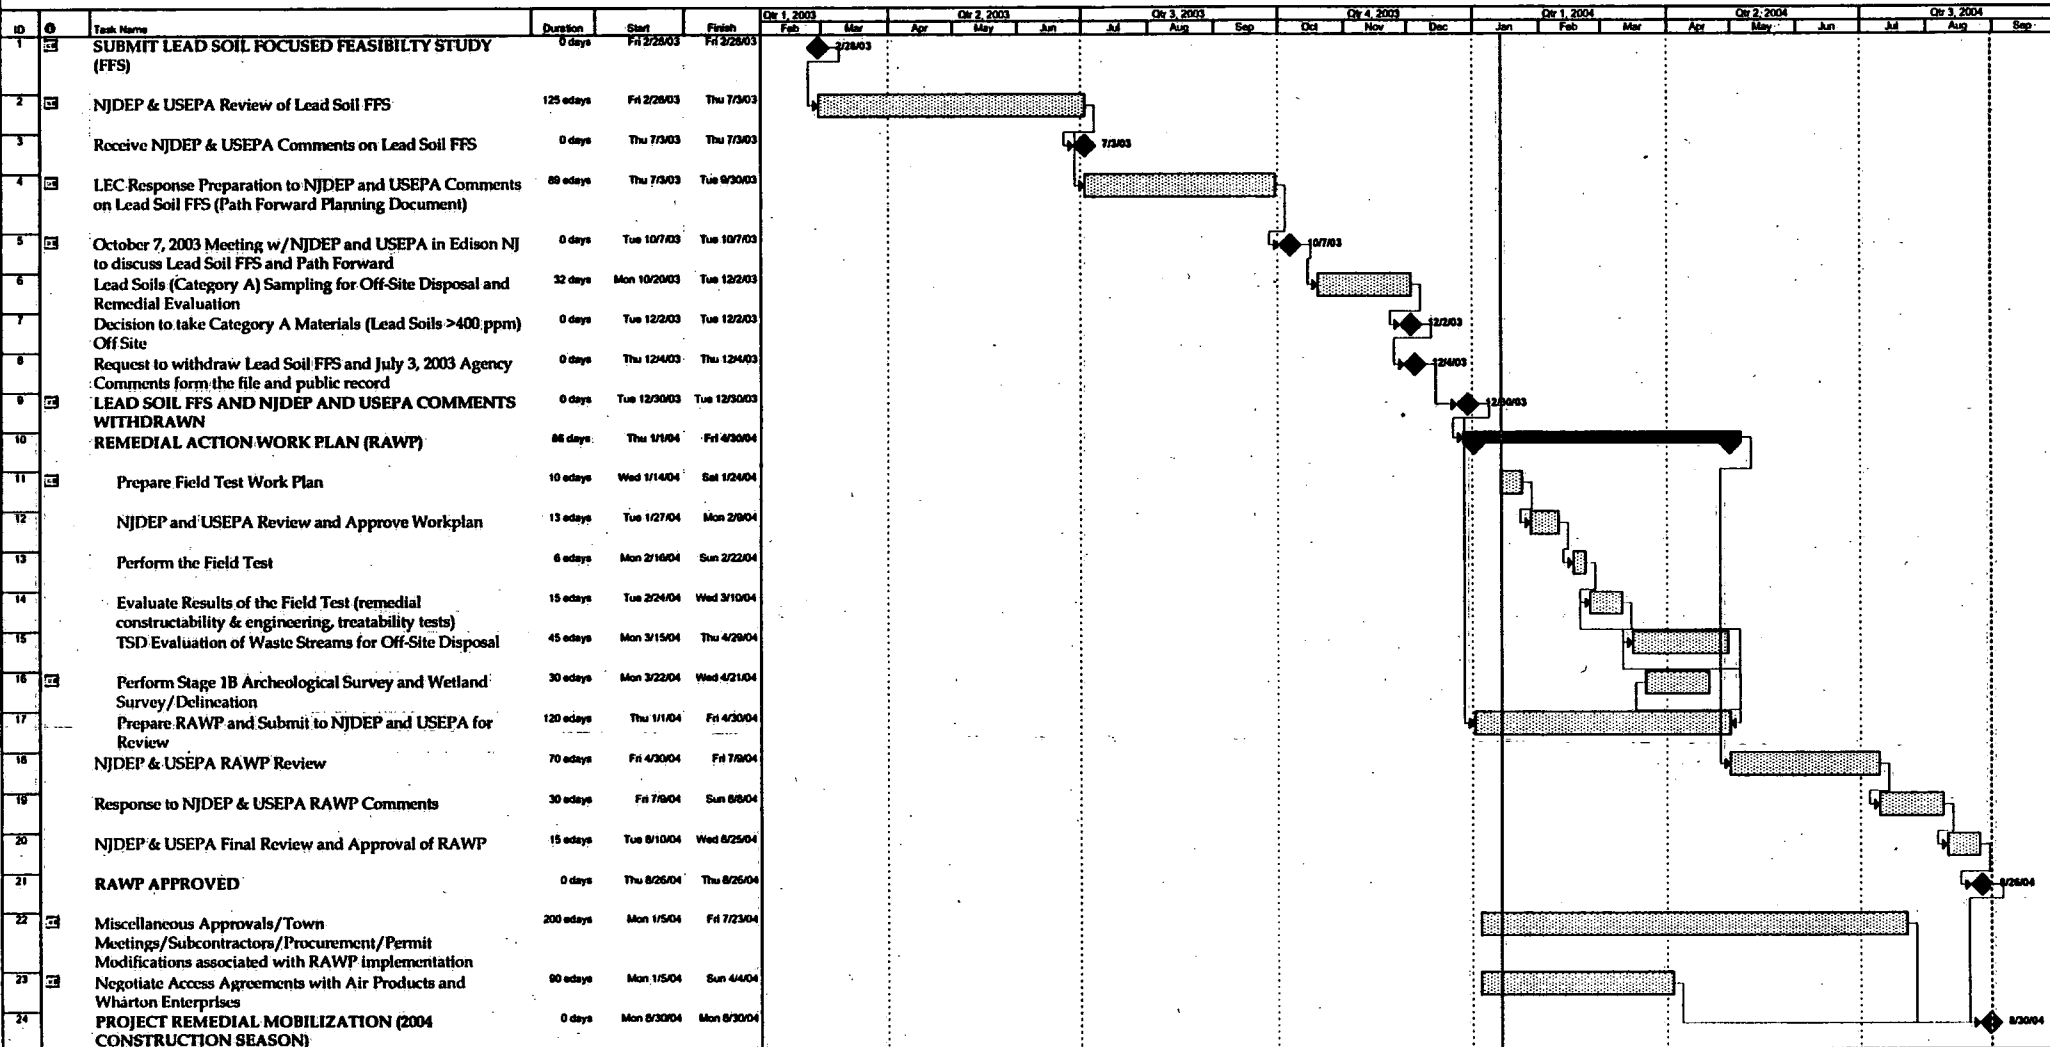 Qtr 1, 2003 Qtr 2, 2003 Qtr 3, 2003 Qtr 4, 2003 Qtr 1, 2004 Qtr 2, 2004 Qtr 3, 2004
ID Task Name Duration Start Finish Feb Mar Apr May Jun Jul Aug Sep Oct Nov Dec Jan Feb Mar Apr May Jun Jul Aug Sep
1 SUBMIT LEAD SOIL FOCUSED FEASIBILTY STUDY 0 days Fri 2/28/03 Fri 2/28/03 2/28/03
(FFS)
2 NJDEP & USEPA Review of Lead Soil FFS 125 edays Fri 2/28/03 Thu 7/3/03
3 Receive NJDEP & USEPA Comments on Lead Soil FFS 0 days Thu 7/3/03 Thu 7/3/03 7/3/03
4 LEC Response Preparation to NJDEP and USEPA Comments 89 edays Thu 7/3/03 Tue 9/30/03
on Lead Soil FFS (Path Forward Planning Document)
5 October 7, 2003 Meeting w/NJDEP and USEPA in Edison NJ 0 days Tue 10/7/03 Tue 10/7/03 10/7/03
to discuss Lead Soil FFS and Path Forward
6 Lead Soils (Category A) Sampling for Off-Site Disposal and 32 days Mon 10/20/03 Tue 12/2/03
Remedial Evaluation
7 Decision to take Category A Materials (Lead Soils >400 ppm) 0 days Tue 12/2/03 Tue 12/2/03 12/2/03
Off Site
8 Request to withdraw Lead Soil FFS and July 3, 2003 Agency 0 days Thu 12/4/03 Thu 12/4/03 12/4/03
Comments form the file and public record
9 LEAD SOIL FFS AND NJDEP AND USEPA COMMENTS 0 days Tue 12/30/03 Tue 12/30/03 12/30/03
WITHDRAWN
10 REMEDIAL ACTION WORK PLAN (RAWP) 86 days Thu 1/1/04 Fri 4/30/04
11 Prepare Field Test Work Plan 10 edays Wed 1/14/04 Sat 1/24/04
12 NJDEP and USEPA Review and Approve Workplan 13 edays Tue 1/27/04 Mon 2/9/04
13 Perform the Field Test 6 edays Mon 2/16/04 Sun 2/22/04
14 Evaluate Results of the Field Test (remedial 15 edays Tue 2/24/04 Wed 3/10/04
constructability & engineering, treatability tests)
15 TSD Evaluation of Waste Streams for Off-Site Disposal 45 edays Mon 3/15/04 Thu 4/29/04
16 Perform Stage 1B Archeological Survey and Wetland 30 edays Mon 3/22/04 Wed 4/21/04
Survey/Delineation
17 Prepare RAWP and Submit to NJDEP and USEPA for 120 edays Thu 1/1/04 Fri 4/30/04
Review
18 NJDEP & USEPA RAWP Review 70 edays Fri 4/30/04 Fri 7/9/04
19 Response to NJDEP & USEPA RAWP Comments 30 edays Fri 7/9/04 Sun 8/8/04
20 NJDEP & USEPA Final Review and Approval of RAWP 15 edays Tue 8/10/04 Wed 8/25/04
21 RAWP APPROVED 0 days Thu 8/26/04 Thu 8/26/04 8/26/04
22 Miscellaneous Approvals/Town 200 edays Mon 1/5/04 Fri 7/23/04
Meetings/Subcontractors/Procurement/Permit
Modifications associated with RAWP implementation
23 Negotiate Access Agreements with Air Products and 90 edays Mon 1/5/04 Sun 4/4/04
Wharton Enterprises
24 PROJECT REMEDIAL MOBILIZATION (2004 0 days Mon 8/30/04 Mon 8/30/04 8/30/04
CONSTRUCTION SEASON)